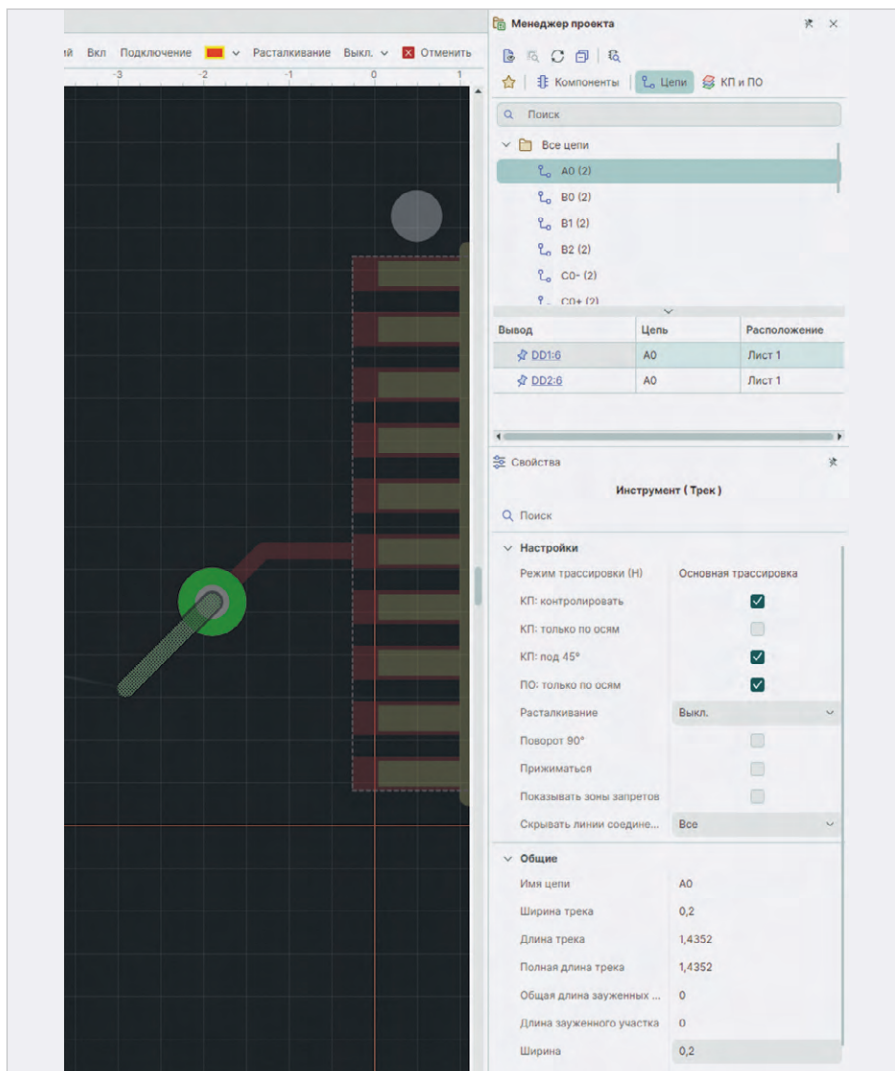 Менеджер проекта
й Вкл Подключение Расталкивание Выкл. Отменить
-3 -2 -1 0 1
Компоненты Цепи КП и ПО
Поиск
Все цепи
A0 (2)
B0 (2)
B1 (2)
B2 (2)
C0- (2)
C0+ (2)
Вывод Цепь Расположение
DD1:6 A0 Лист 1
DD2:6 A0 Лист 1
Свойства
Инструмент ( Трек )
Поиск
Настройки
Режим трассировки (H) Основная трассировка
КП: контролировать
КП: только по осям
КП: под 45°
ПО: только по осям
Расталкивание Выкл.
Поворот 90°
Прижиматься
Показывать зоны запретов
Скрывать линии соедине... Все
Общие
Имя цепи A0
Ширина трека 0,2
Длина трека 1,4352
Полная длина трека 1,4352
Общая длина зауженных ... 0
Длина зауженного участка 0
Ширина 0,2